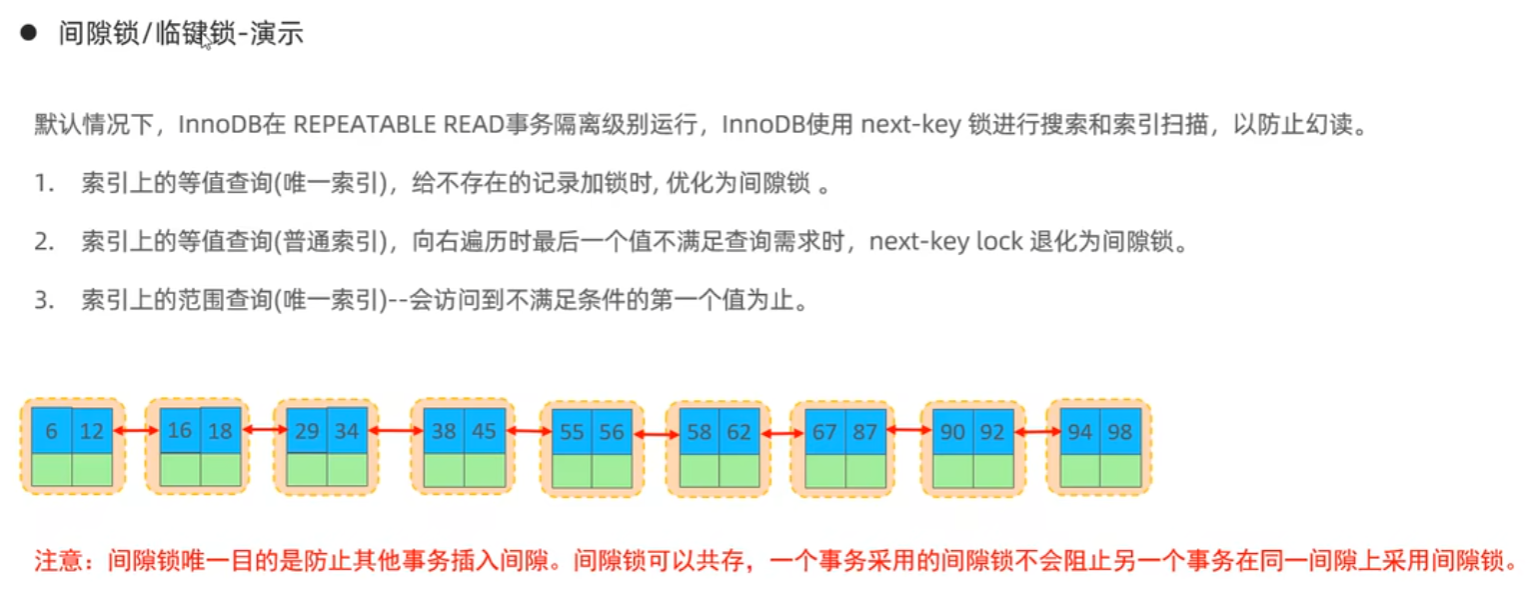 ● 间隙锁/临键锁-演示
默认情况下，InnoDB在 REPEATABLE READ事务隔离级别运行，InnoDB使用 next-key 锁进行搜索和索引扫描，以防止幻读。
1. 索引上的等值查询(唯一索引)，给不存在的记录加锁时, 优化为间隙锁 。
2. 索引上的等值查询(普通索引)，向右遍历时最后一个值不满足查询需求时，next-key lock 退化为间隙锁。
3. 索引上的范围查询(唯一索引)--会访问到不满足条件的第一个值为止。
6 12 16 18 29 34 38 45 55 56 58 62 67 87 90 92 94 98
注意：间隙锁唯一目的是防止其他事务插入间隙。间隙锁可以共存，一个事务采用的间隙锁不会阻止另一个事务在同一间隙上采用间隙锁。